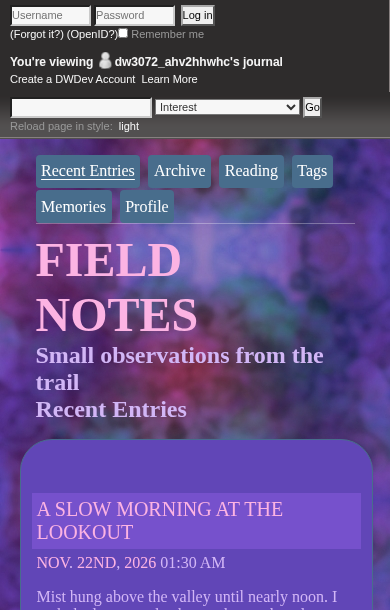 Username Password Log in
(Forgot it?) (OpenID?) Remember me
You're viewing dw3072_ahv2hhwhc's journal
Create a DWDev Account Learn More
Interest Go
Reload page in style: light
Recent Entries Archive Reading Tags
Memories Profile
FIELD
NOTES
Small observations from the
trail
Recent Entries
A SLOW MORNING AT THE
LOOKOUT
NOV. 22ND, 2026 01:30 AM
Mist hung above the valley until nearly noon. I